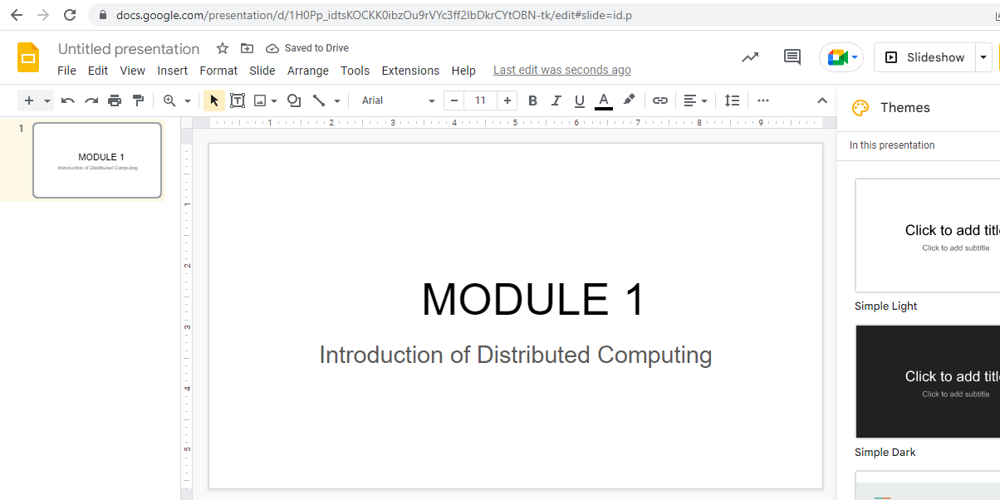 docs.google.com/presentation/d/1H0Pp_idtsKOCKK0ibzOu9rVYc3ff2IbDkrCYtOBN-tk/edit#slide=id.p
Untitled presentation
Saved to Drive
File Edit View Insert Format Slide Arrange Tools Extensions Help Last edit was seconds ago
Slideshow
Arial
11
B I U A
Themes
In this presentation
1 2 3 4 5 6 7 8 9
1
MODULE 1
Introduction of Distributed Computing
1
2
3
4
5
MODULE 1
Introduction of Distributed Computing
Click to add titl
Click to add subtitle
Simple Light
Click to add titl
Click to add subtitle
Simple Dark